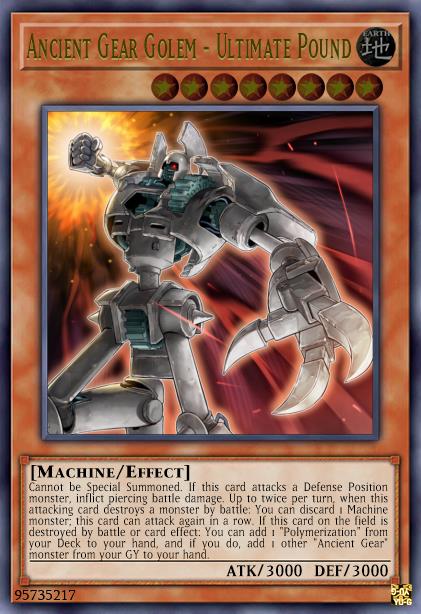 Ancient Gear Golem - Ultimate Pound
EARTH
地
[Machine/Effect]
Cannot be Special Summoned. If this card attacks a Defense Position
monster, inflict piercing battle damage. Up to twice per turn, when this
attacking card destroys a monster by battle: You can discard 1 Machine
monster; this card can attack again in a row. If this card on the field is
destroyed by battle or card effect: You can add 1 "Polymerization" from
your Deck to your hand, and if you do, add 1 other "Ancient Gear"
monster from your GY to your hand.
ATK/3000 DEF/3000
95735217